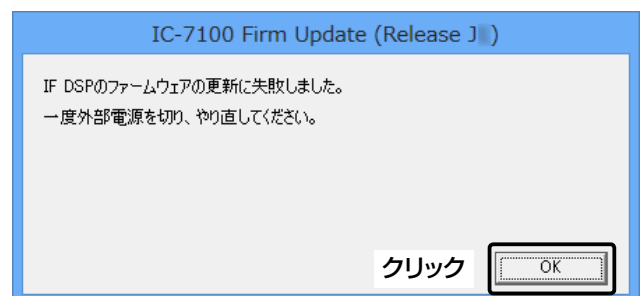 IC-7100 Firm Update (Release J )
IF DSPのファームウェアの更新に失敗しました。
一度外部電源を切り、やり直してください。
クリック
OK